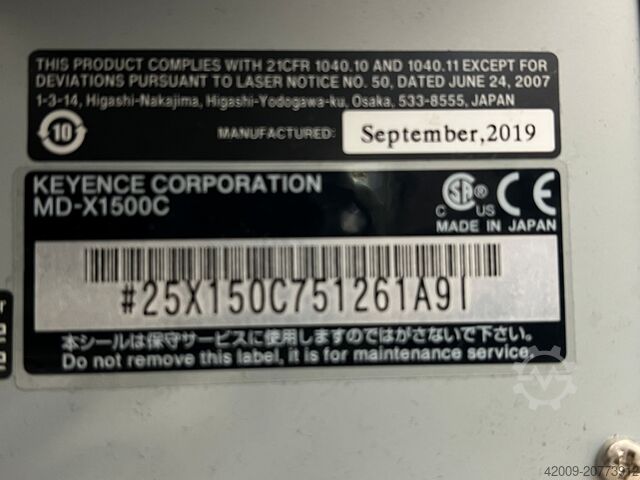 THIS PRODUCT COMPLIES WITH 21CFR 1040.10 AND 1040.11 EXCEPT FOR
DEVIATIONS PURSUANT TO LASER NOTICE NO. 50, DATED JUNE 24, 2007
1-3-14, Higashi-Nakajima, Higashi-Yodogawa-ku, Osaka, 533-8555, JAPAN
10
MANUFACTURED: September,2019
KEYENCE CORPORATION
MD-X1500C
C SA ® C US CE
MADE IN JAPAN
#25X150C751261A91
本シールは保守サービスに使用しますのではがさないで下さい。
Do not remove this label, it is for maintenance service.
42009-20773912